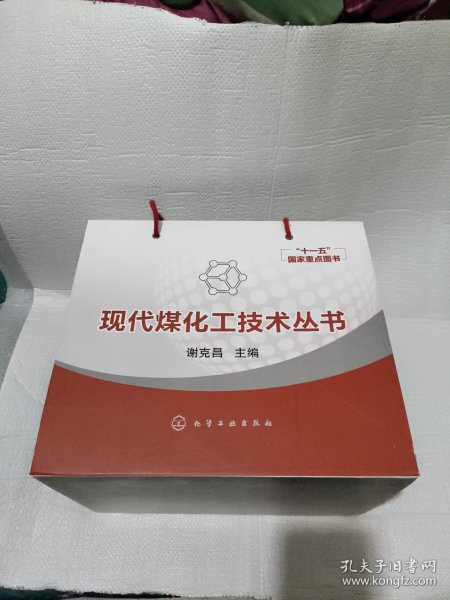 “十一五”
国家重点图书
现代煤化工技术丛书
谢克昌 主编
化学工业出版社
孔夫子旧书网
www.kongfz.com